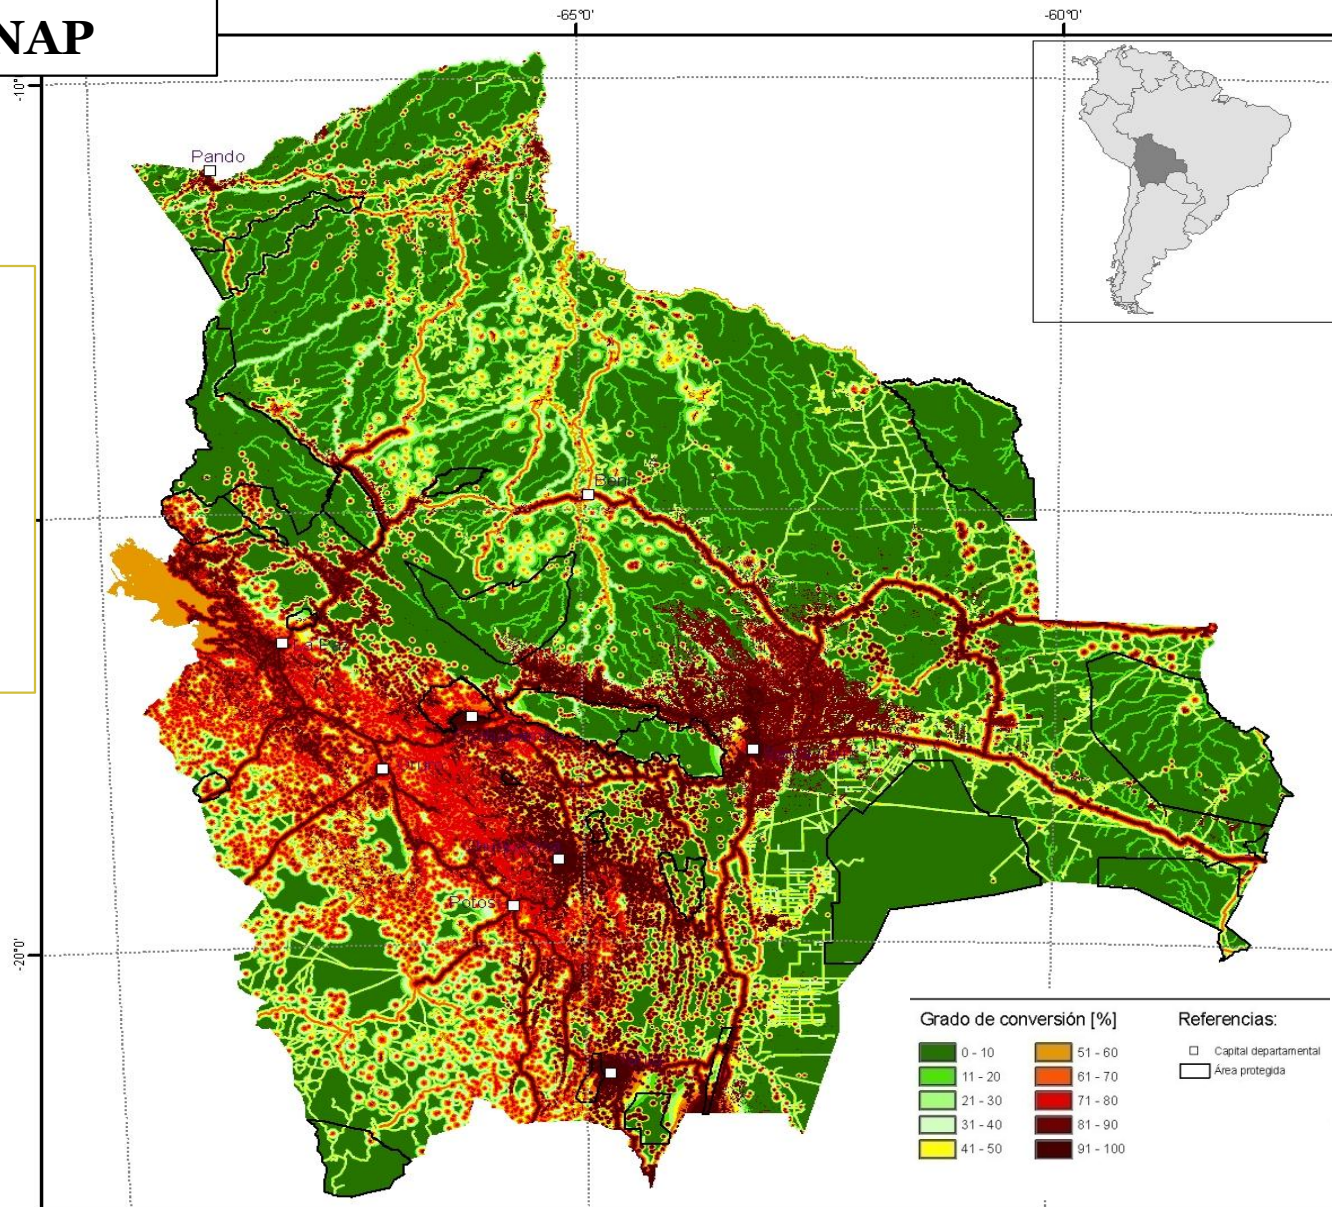 NAP
-65°0'
-60°0'
-10°
Pando
Beni
Potos
-20°0'
Grado de conversión [%]
0 - 10
11 - 20
21 - 30
31 - 40
41 - 50
51 - 60
61 - 70
71 - 80
81 - 90
91 - 100
Referencias:
Capital departamental
Área protegida